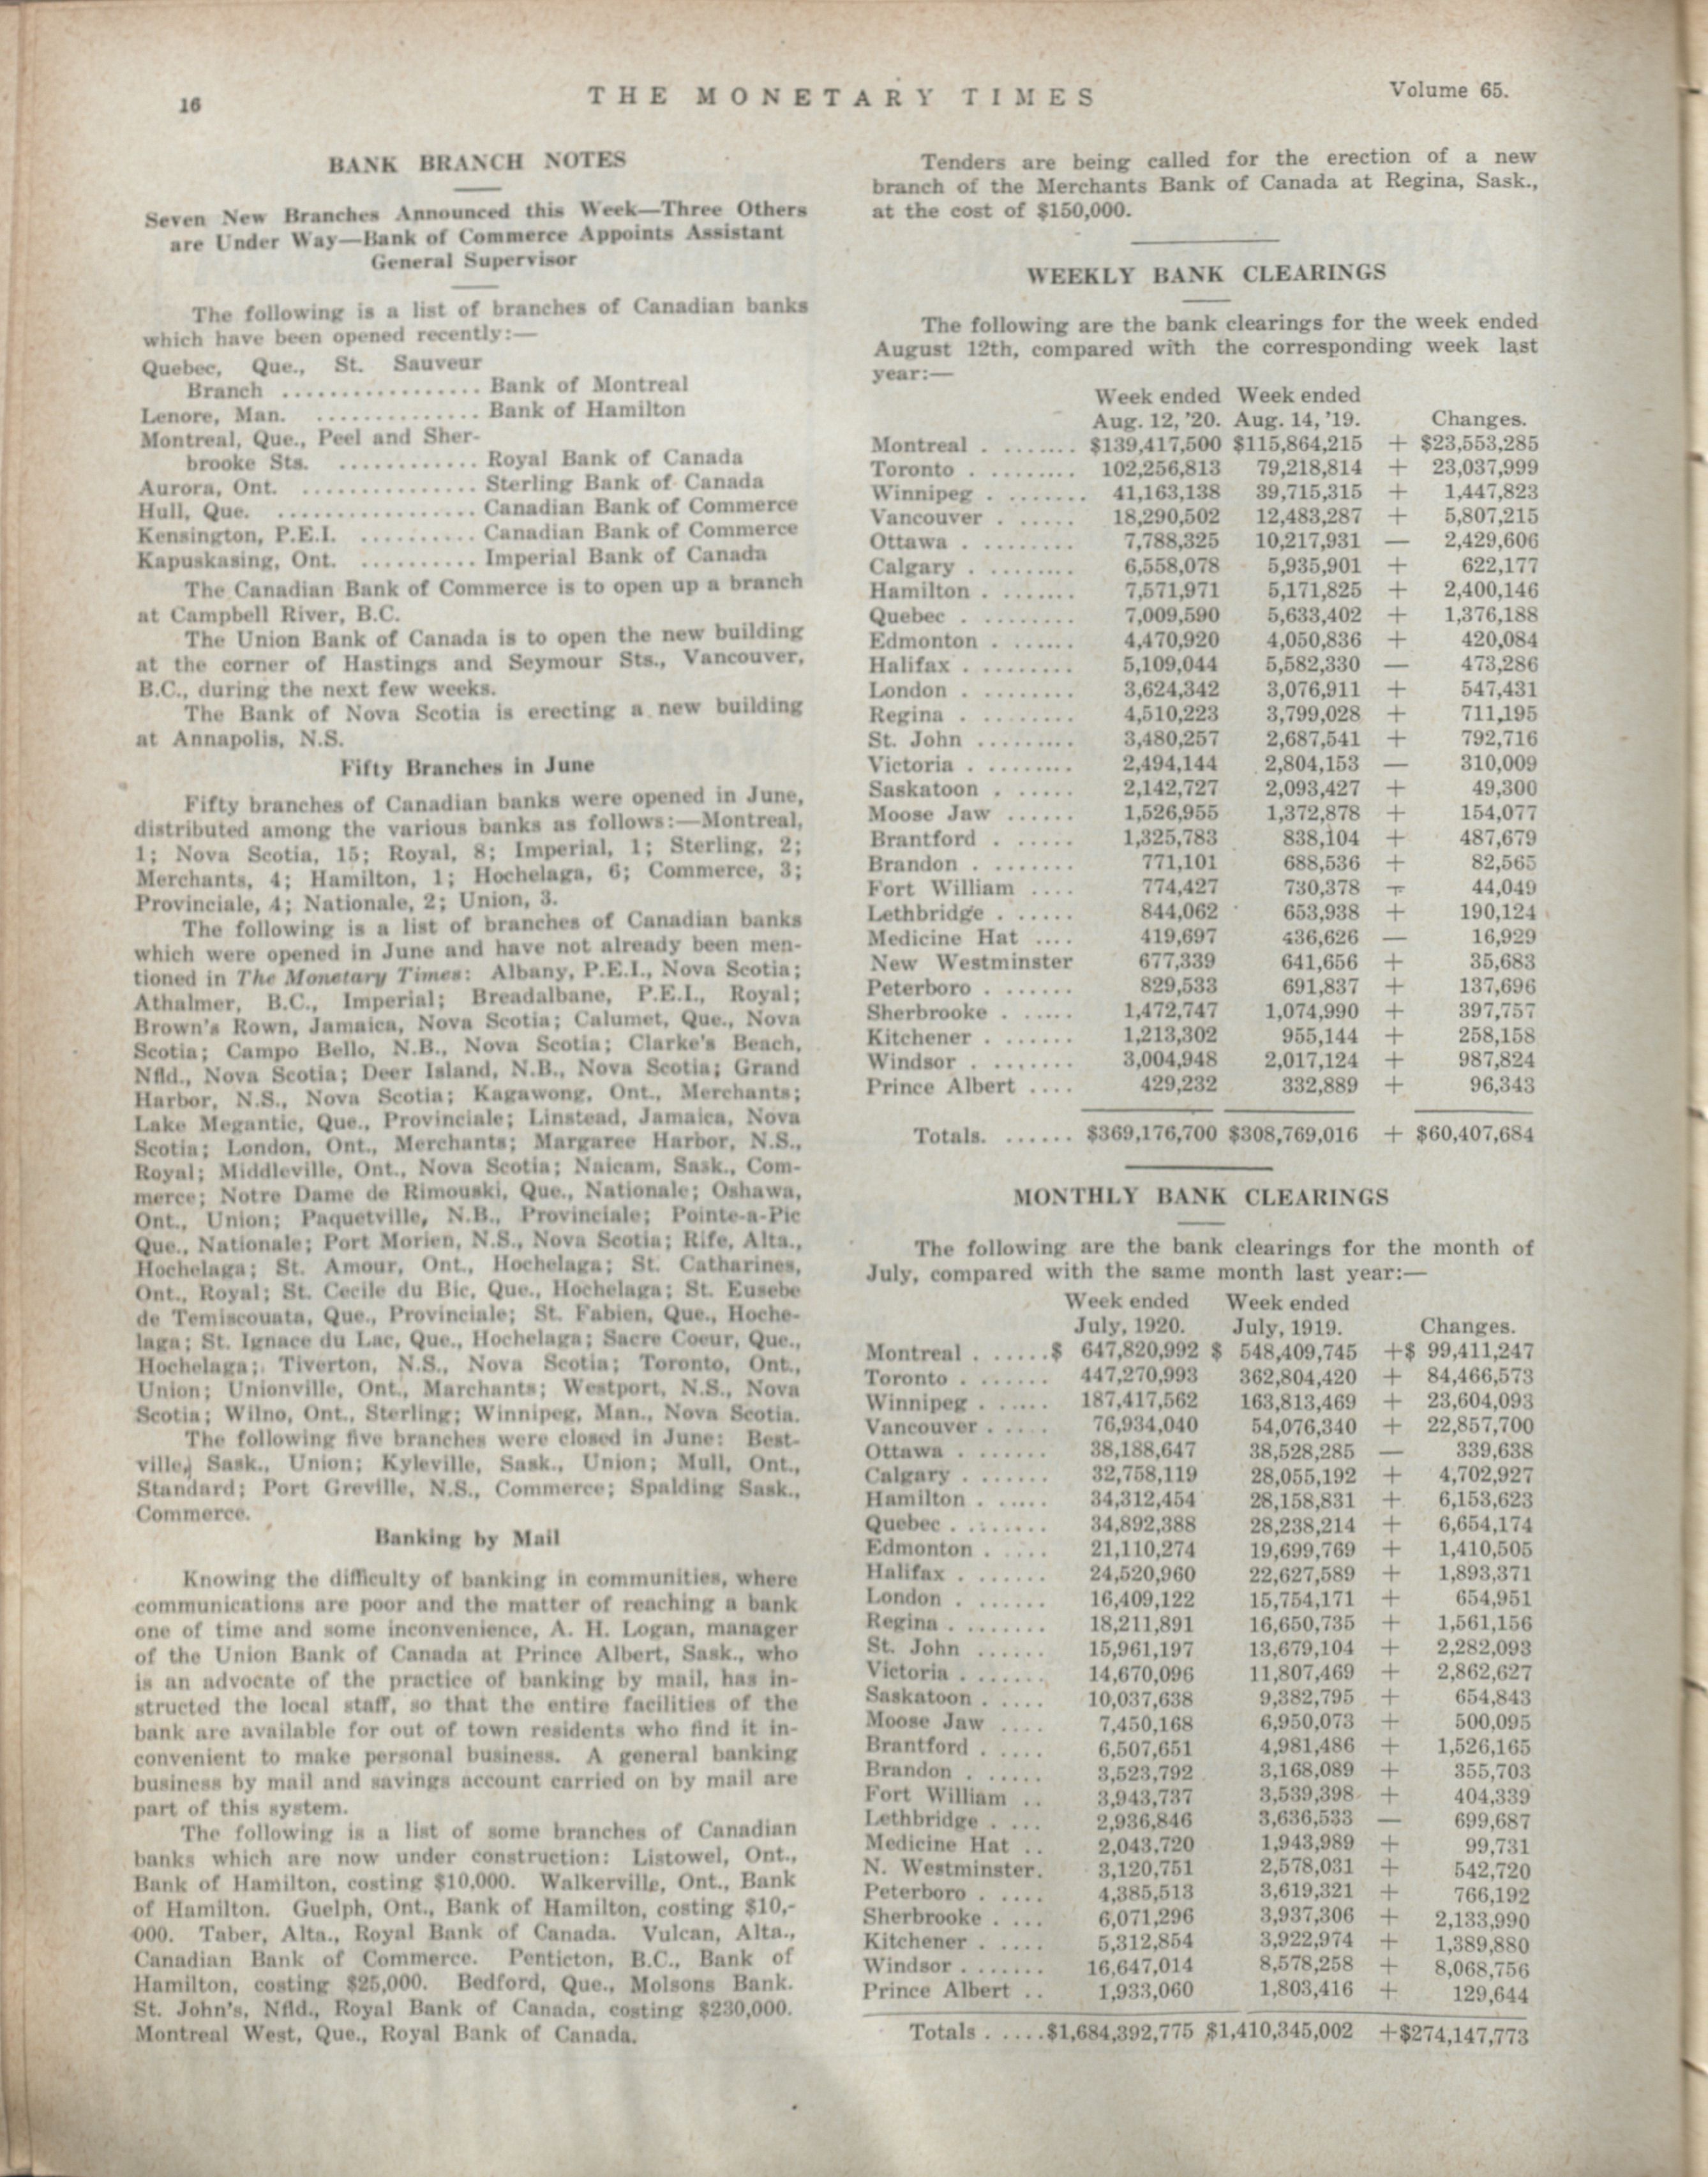 16
THE MONETARY TIMES
Volume 65.
BANK BRANCH NOTES
Seven New Branches Announced this Week—Three Others
are Under Way—Bank of Commerce Appoints Assistant
General Supervisor
The following is a list of branches of Canadian banks
which have been opened recently:—
Quebec, Que., St. Sauveur
Branch ................. Bank of Montreal
Lenore, Man. .............. Bank of Hamilton
Montreal, Que., Peel and Sher-
brooke Sts. ............ Royal Bank of Canada
Aurora, Ont. ............... Sterling Bank of Canada
Hull, Que. ................. Canadian Bank of Commerce
Kensington, P.E.I. .......... Canadian Bank of Commerce
Kapuskasing, Ont. .......... Imperial Bank of Canada
The Canadian Bank of Commerce is to open up a branch
at Campbell River, B.C.
The Union Bank of Canada is to open the new building
at the corner of Hastings and Seymour Sts., Vancouver,
B.C., during the next few weeks.
The Bank of Nova Scotia is erecting a new building
at Annapolis, N.S.
Fifty Branches in June
Fifty branches of Canadian banks were opened in June,
distributed among the various banks as follows:—Montreal,
1; Nova Scotia, 15; Royal, 8; Imperial, 1; Sterling, 2;
Merchants, 4; Hamilton, 1; Hochelaga, 6; Commerce, 3;
Provinciale, 4; Nationale, 2; Union, 3.
The following is a list of branches of Canadian banks
which were opened in June and have not already been men-
tioned in The Monetary Times: Albany, P.E.I., Nova Scotia;
Athalmer, B.C., Imperial; Breadalbane, P.E.I., Royal;
Brown's Rown, Jamaica, Nova Scotia; Calumet, Que., Nova
Scotia; Campo Bello, N.B., Nova Scotia; Clarke's Beach,
Nfld., Nova Scotia; Deer Island, N.B., Nova Scotia; Grand
Harbor, N.S., Nova Scotia; Kagawong, Ont., Merchants;
Lake Megantic, Que., Provinciale; Linstead, Jamaica, Nova
Scotia; London, Ont., Merchants; Margaree Harbor, N.S.,
Royal; Middleville, Ont., Nova Scotia; Naicam, Sask., Com-
merce; Notre Dame de Rimouski, Que., Nationale; Oshawa,
Ont., Union; Paquetville, N.B., Provinciale; Pointe-a-Pic
Que., Nationale; Port Morien, N.S., Nova Scotia; Rife, Alta.,
Hochelaga; St. Amour, Ont., Hochelaga; St. Catharines,
Ont., Royal; St. Cecile du Bic, Que., Hochelaga; St. Eusebe
de Temiscouata, Que., Provinciale; St. Fabien, Que., Hoche-
laga; St. Ignace du Lac, Que., Hochelaga; Sacre Coeur, Que.,
Hochelaga; Tiverton, N.S., Nova Scotia; Toronto, Ont.,
Union; Unionville, Ont., Marchants; Westport, N.S., Nova
Scotia; Wilno, Ont., Sterling; Winnipeg, Man., Nova Scotia.
The following five branches were closed in June: Best-
ville, Sask., Union; Kyleville, Sask., Union; Mull, Ont.,
Standard; Port Greville, N.S., Commerce; Spalding Sask.,
Commerce.
Banking by Mail
Knowing the difficulty of banking in communities, where
communications are poor and the matter of reaching a bank
one of time and some inconvenience, A. H. Logan, manager
of the Union Bank of Canada at Prince Albert, Sask., who
is an advocate of the practice of banking by mail, has in-
structed the local staff, so that the entire facilities of the
bank are available for out of town residents who find it in-
convenient to make personal business. A general banking
business by mail and savings account carried on by mail are
part of this system.
The following is a list of some branches of Canadian
banks which are now under construction: Listowel, Ont.,
Bank of Hamilton, costing $10,000. Walkerville, Ont., Bank
of Hamilton. Guelph, Ont., Bank of Hamilton, costing $10,-
000. Taber, Alta., Royal Bank of Canada. Vulcan, Alta.,
Canadian Bank of Commerce. Penticton, B.C., Bank of
Hamilton, costing $25,000. Bedford, Que., Molsons Bank.
St. John's, Nfld., Royal Bank of Canada, costing $230,000.
Montreal West, Que., Royal Bank of Canada.
Tenders are being called for the erection of a new
branch of the Merchants Bank of Canada at Regina, Sask.,
at the cost of $150,000.
WEEKLY BANK CLEARINGS
The following are the bank clearings for the week ended
August 12th, compared with the corresponding week last
year:—
Week ended Week ended
Aug. 12, '20. Aug. 14, '19. Changes.
Montreal . ....... $139,417,500 $115,864,215 + $23,553,285
Toronto . ........ 102,256,813 79,218,814 + 23,037,999
Winnipeg . ....... 41,163,138 39,715,315 + 1,447,823
Vancouver . ...... 18,290,502 12,483,287 + 5,807,215
Ottawa . ......... 7,788,325 10,217,931 — 2,429,606
Calgary . ........ 6,558,078 5,935,901 + 622,177
Hamilton . ....... 7,571,971 5,171,825 + 2,400,146
Quebec . ......... 7,009,590 5,633,402 + 1,376,188
Edmonton . ...... 4,470,920 4,050,836 + 420,084
Halifax . ......... 5,109,044 5,582,330 — 473,286
London . ......... 3,624,342 3,076,911 + 547,431
Regina . ......... 4,510,223 3,799,028 + 711,195
St. John ......... 3,480,257 2,687,541 + 792,716
Victoria . ........ 2,494,144 2,804,153 — 310,009
Saskatoon . ...... 2,142,727 2,093,427 + 49,300
Moose Jaw ...... 1,526,955 1,372,878 + 154,077
Brantford . ...... 1,325,783 838,104 + 487,679
Brandon . ........ 771,101 688,536 + 82,565
Fort William .... 774,427 730,378 + 44,049
Lethbridge . ...... 844,062 653,938 + 190,124
Medicine Hat .... 419,697 436,626 — 16,929
New Westminster 677,339 641,656 + 35,683
Peterboro . ....... 829,533 691,837 + 137,696
Sherbrooke . ..... 1,472,747 1,074,990 + 397,757
Kitchener . ....... 1,213,302 955,144 + 258,158
Windsor . ........ 3,004,948 2,017,124 + 987,824
Prince Albert .... 429,232 332,889 + 96,343
Totals. ....... $369,176,700 $308,769,016 + $60,407,684
MONTHLY BANK CLEARINGS
The following are the bank clearings for the month of
July, compared with the same month last year:—
Week ended Week ended
July, 1920. July, 1919. Changes.
Montreal . ......$ 647,820,992 $ 548,409,745 +$ 99,411,247
Toronto . ....... 447,270,993 362,804,420 + 84,466,573
Winnipeg . ..... 187,417,562 163,813,469 + 23,604,093
Vancouver . .... 76,934,040 54,076,340 + 22,857,700
Ottawa . ....... 38,188,647 38,528,285 — 339,638
Calgary . ....... 32,758,119 28,055,192 + 4,702,927
Hamilton . ..... 34,312,454 28,158,831 + 6,153,623
Quebec . ....... 34,892,388 28,238,214 + 6,654,174
Edmonton . .... 21,110,274 19,699,769 + 1,410,505
Halifax . ....... 24,520,960 22,627,589 + 1,893,371
London . ....... 16,409,122 15,754,171 + 654,951
Regina . ........ 18,211,891 16,650,735 + 1,561,156
St. John ...... 15,961,197 13,679,104 + 2,282,093
Victoria . ....... 14,670,096 11,807,469 + 2,862,627
Saskatoon . .... 10,037,638 9,382,795 + 654,843
Moose Jaw .... 7,450,168 6,950,073 + 500,095
Brantford . .... 6,507,651 4,981,486 + 1,526,165
Brandon . ...... 3,523,792 3,168,089 + 355,703
Fort William .. 3,943,737 3,539,398 + 404,339
Lethbridge . ... 2,936,846 3,636,533 — 699,687
Medicine Hat .. 2,043,720 1,943,989 + 99,731
N. Westminster. 3,120,751 2,578,031 + 542,720
Peterboro . .... 4,385,513 3,619,321 + 766,192
Sherbrooke . ... 6,071,296 3,937,306 + 2,133,990
Kitchener . .... 5,312,854 3,922,974 + 1,389,880
Windsor . ...... 16,647,014 8,578,258 + 8,068,756
Prince Albert .. 1,933,060 1,803,416 + 129,644
Totals . ....$1,684,392,775 $1,410,345,002 +$274,147,773